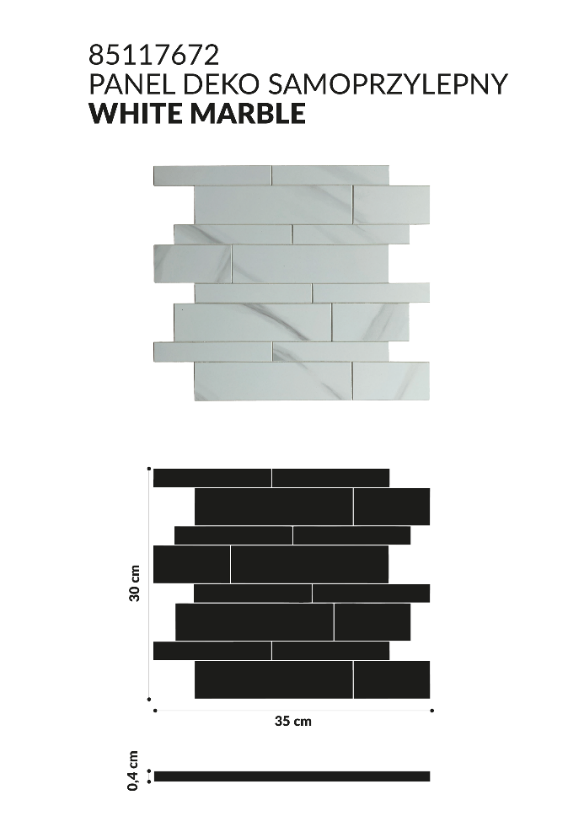 85117672
PANEL DEKO SAMOPRZYLEPNY
WHITE MARBLE
30 cm
35 cm
0,4 cm